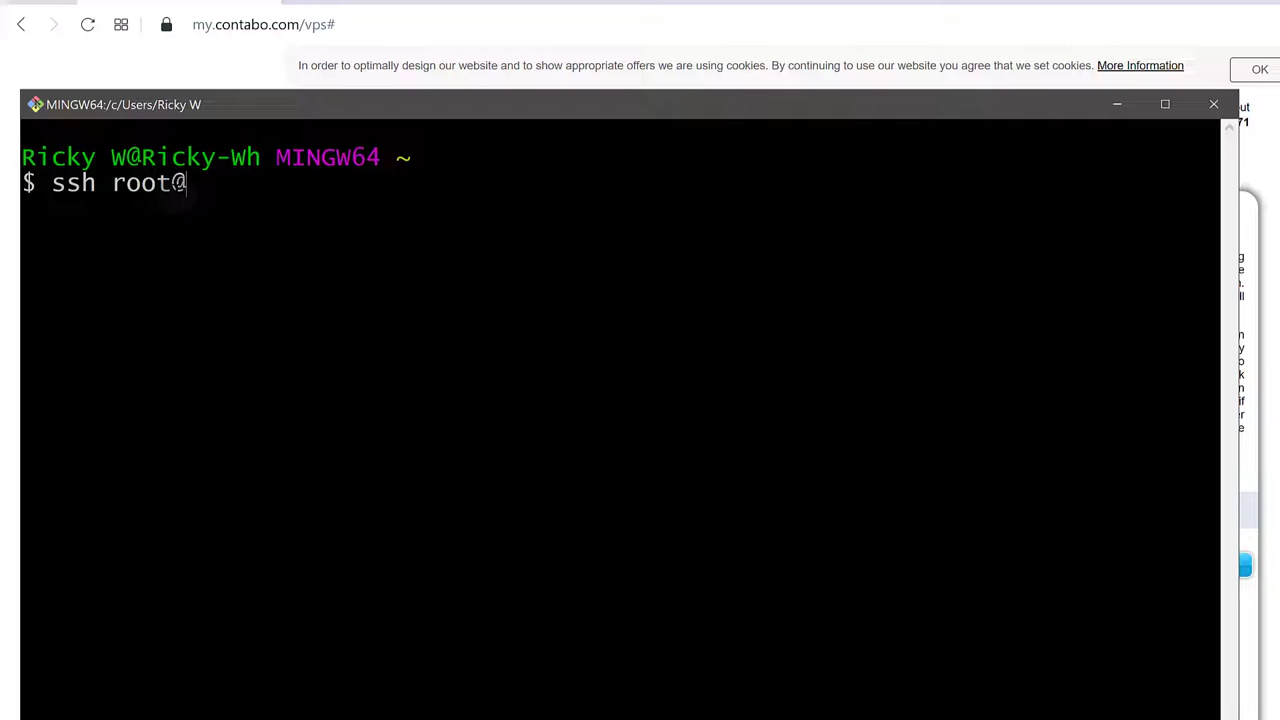 my.contabo.com/vps#
In order to optimally design our website and to show appropriate offers we are using cookies. By continuing to use our website you agree that we set cookies. More Information
OK
MINGW64:/c/Users/Ricky W
Ricky W@Ricky-Wh MINGW64 ~
$ ssh root@